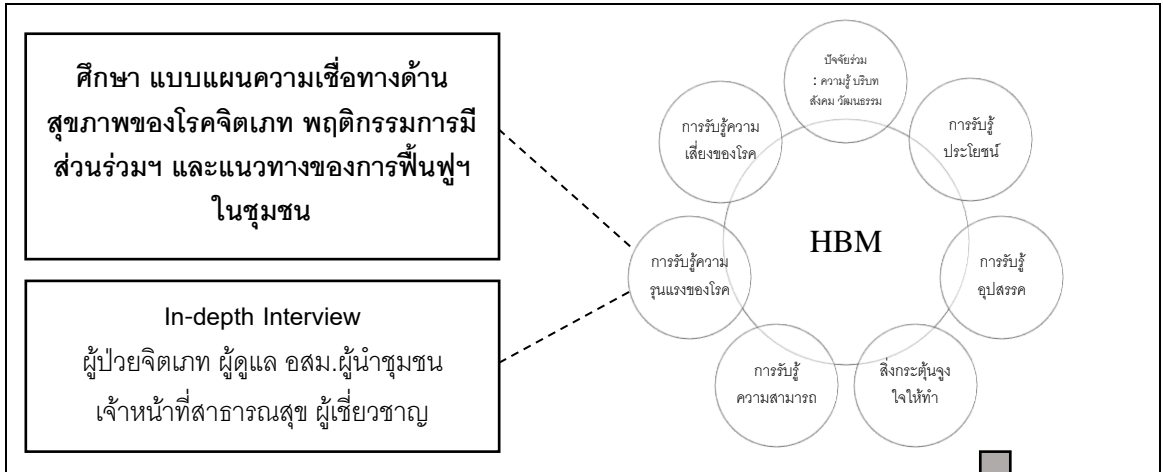 ศึกษา แบบแผนความเชื่อทางด้าน
สุขภาพของโรคจิตเภท พฤติกรรมการมี
ส่วนร่วมฯ และแนวทางของการฟื้นฟูฯ
ในชุมชน
In-depth Interview
ผู้ป่วยจิตเภท ผู้ดูแล อสม.ผู้นำชุมชน
เจ้าหน้าที่สาธารณสุข ผู้เชี่ยวชาญ
ปัจจัยร่วม
: ความรู้ บริบท
สังคม วัฒนธรรม
การรับรู้
ประโยชน์
การรับรู้
อุปสรรค
สิ่งกระตุ้นจูง
ใจให้ทำ
การรับรู้
ความสามารถ
การรับรู้ความ
รุนแรงของโรค
การรับรู้ความ
เสี่ยงของโรค
HBM